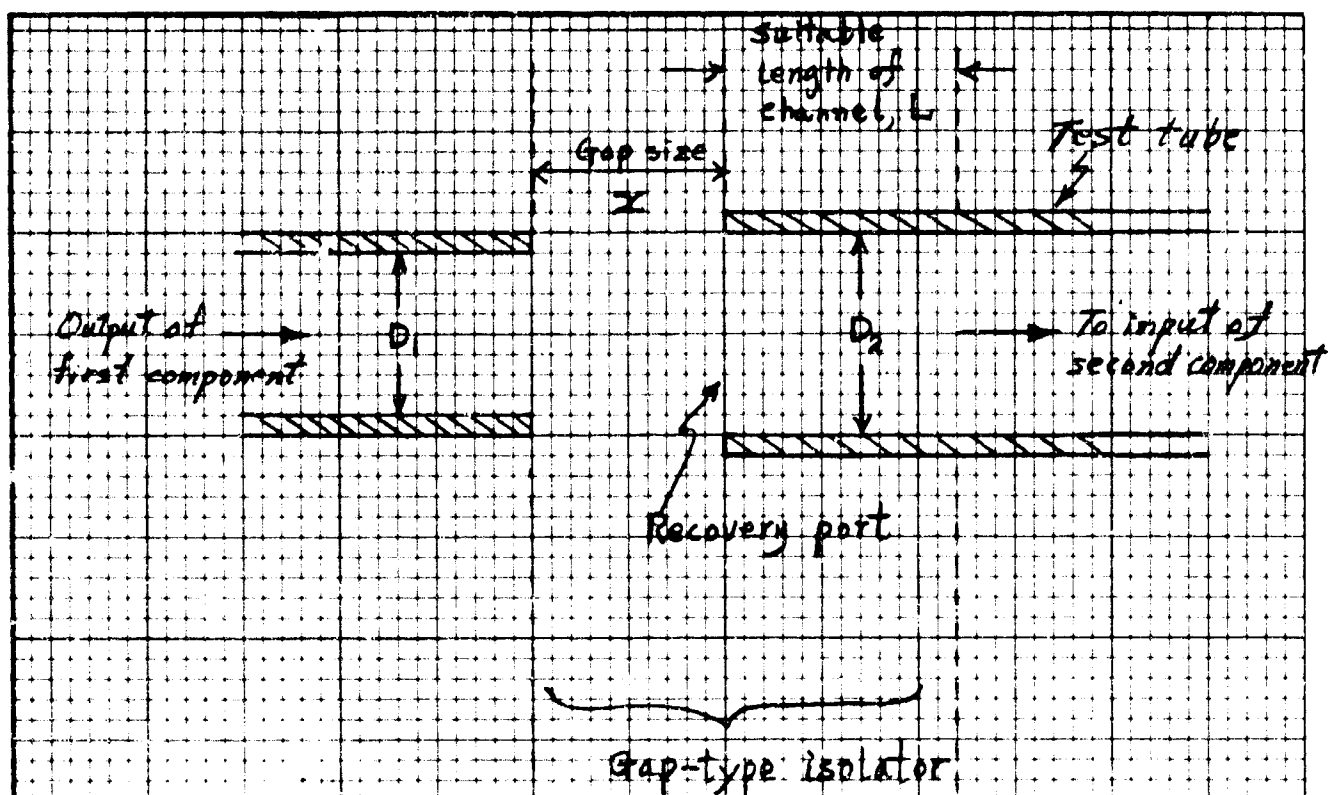 Suitable
length of
channel, L
Test tube
Gap size
X
Output of
first component
D₁
D₂
To input of
second component
Recovery port
Gap-type isolator